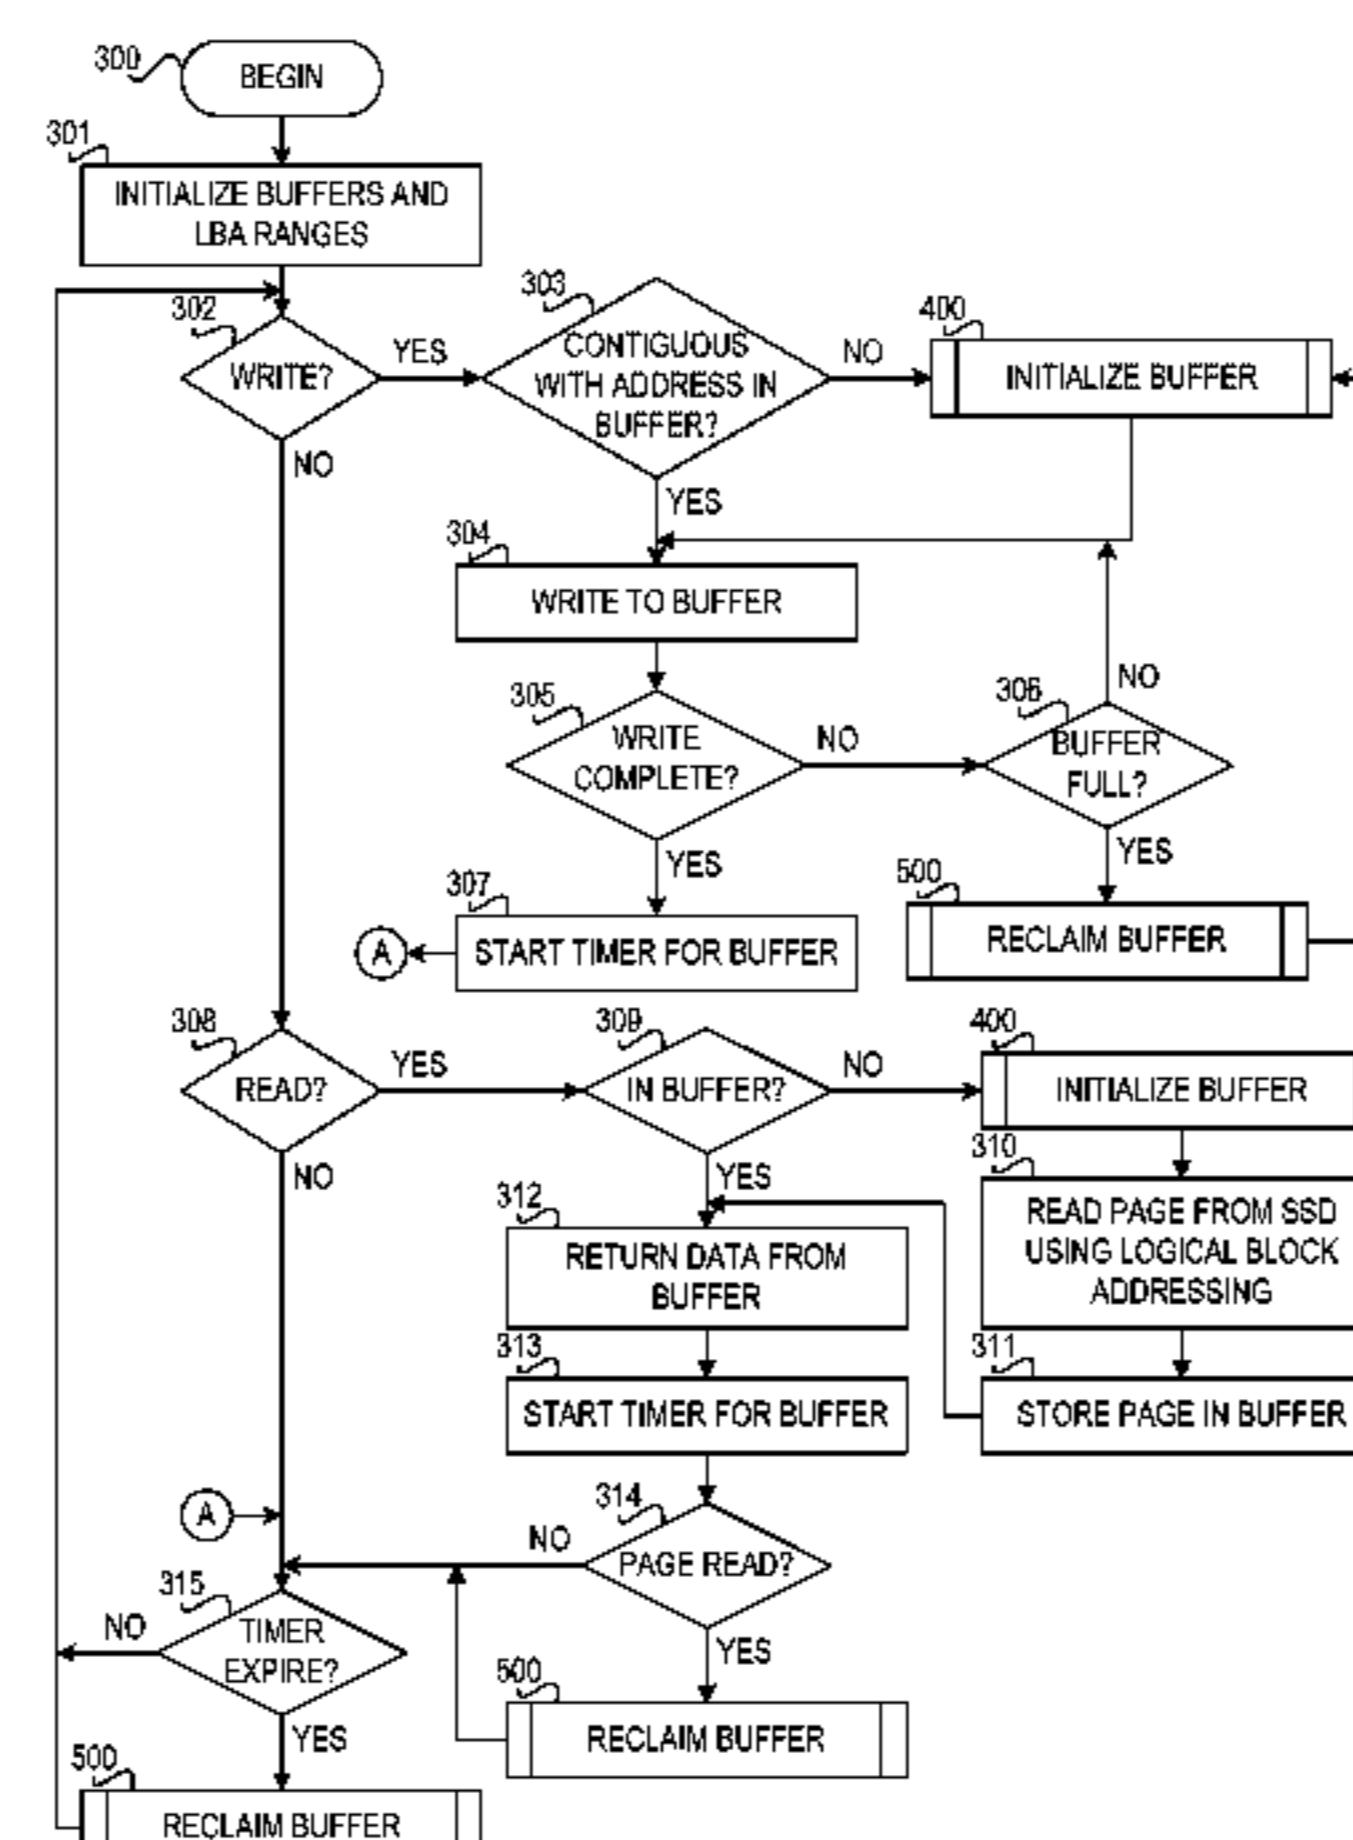 300
BEGIN
301
INITIALIZE BUFFERS AND
LBA RANGES
302
WRITE?
YES
NO
303
CONTIGUOUS
WITH ADDRESS IN
BUFFER?
NO
YES
400
INITIALIZE BUFFER
304
WRITE TO BUFFER
305
WRITE
COMPLETE?
NO
YES
306
BUFFER
FULL?
NO
YES
307
START TIMER FOR BUFFER
A
500
RECLAIM BUFFER
308
READ?
YES
NO
309
IN BUFFER?
NO
YES
400
INITIALIZE BUFFER
310
READ PAGE FROM SSD
USING LOGICAL BLOCK
ADDRESSING
311
STORE PAGE IN BUFFER
312
RETURN DATA FROM
BUFFER
313
START TIMER FOR BUFFER
314
PAGE READ?
NO
YES
500
RECLAIM BUFFER
A
315
TIMER
EXPIRE?
NO
YES
500
RECLAIM BUFFER